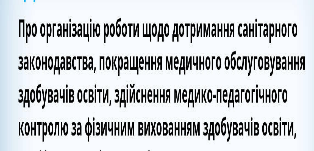 Про організацію роботи щодо дотримання санітарного
законодавства, покращення медичного обслуговування
здобувачів освіти, здійснення медико-педагогічного
контролю за фізичним вихованням здобувачів освіти,